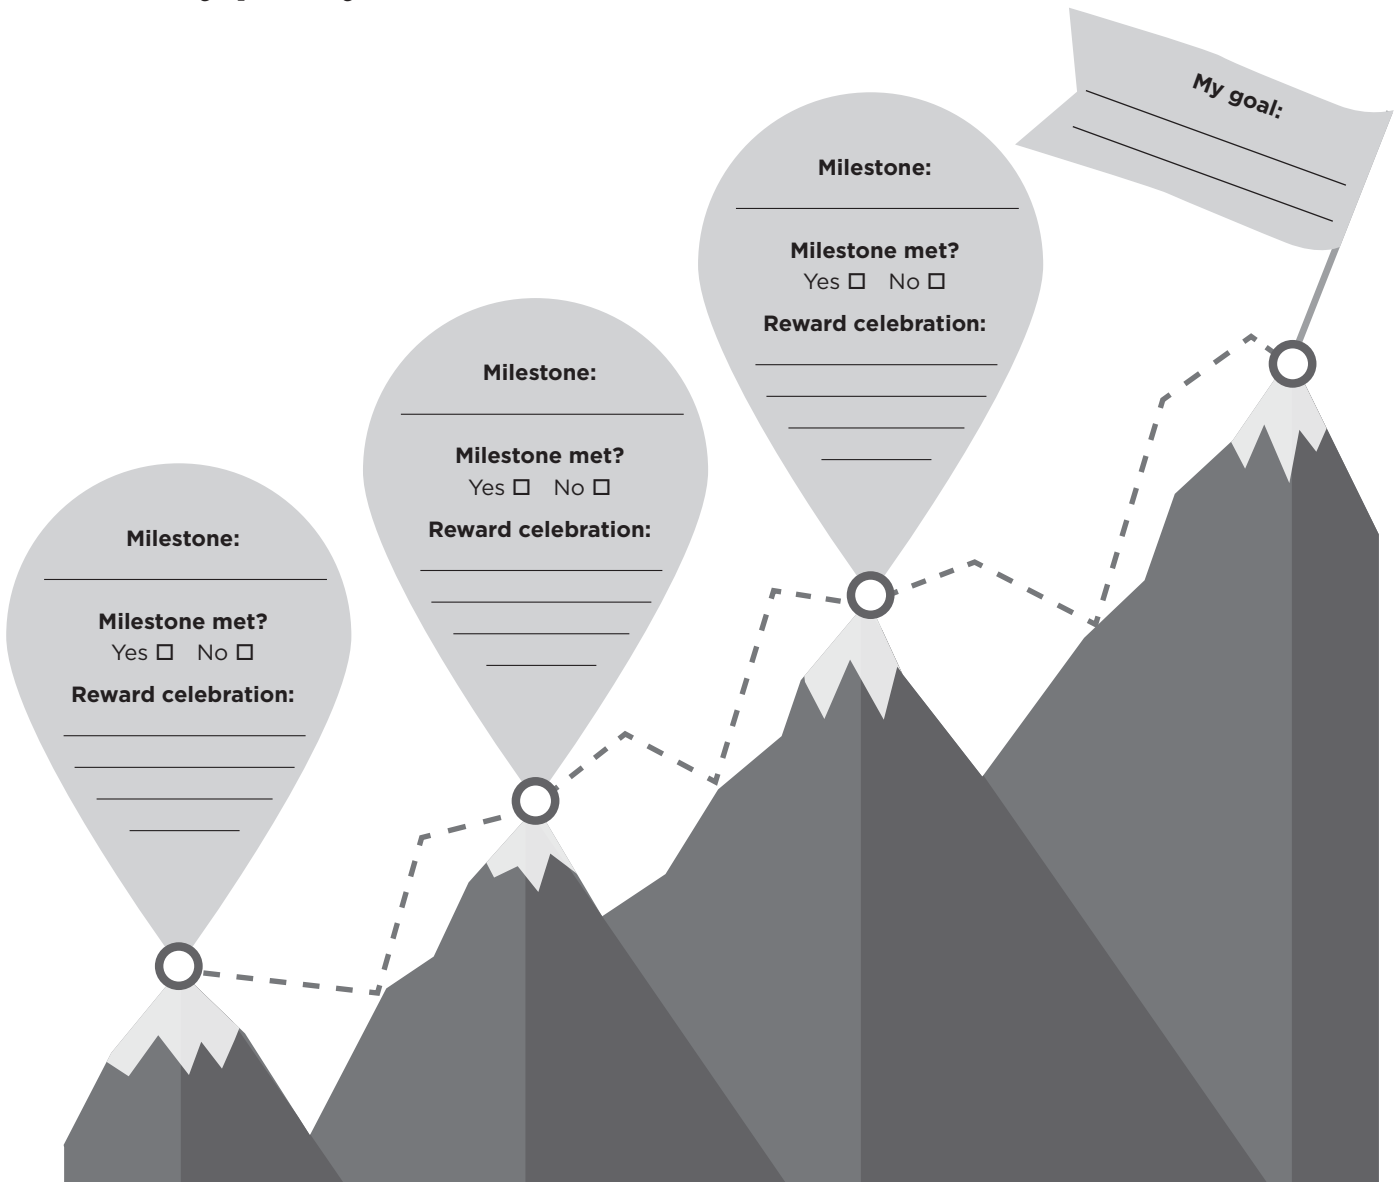 My goal:
Milestone:
Milestone met?
Yes ☐ No ☐
Reward celebration:
Milestone:
Milestone met?
Yes ☐ No ☐
Reward celebration:
Milestone:
Milestone met?
Yes ☐ No ☐
Reward celebration: